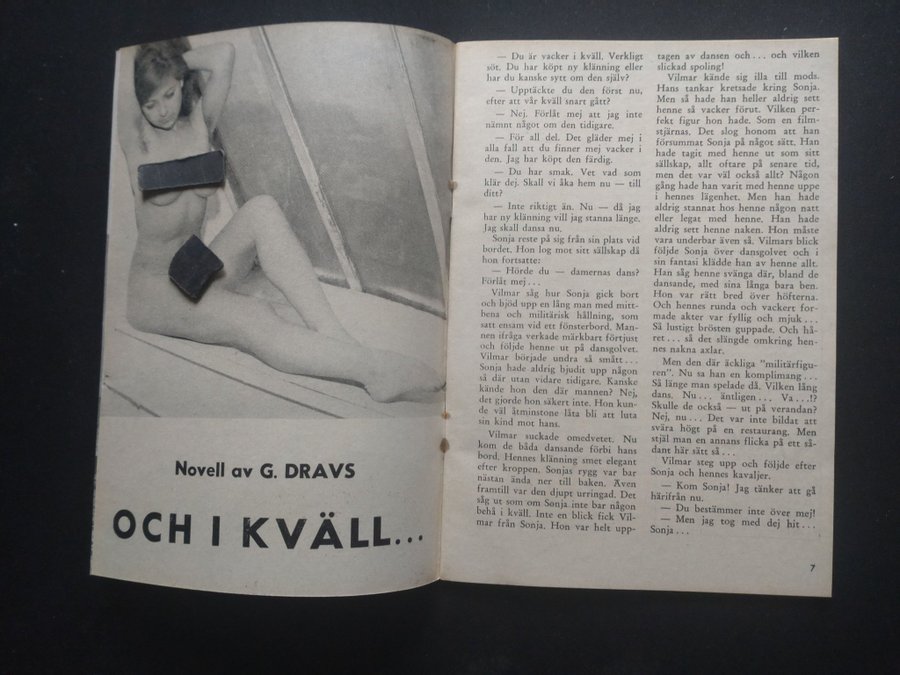 Novell av G. DRAVS
OCH I KVÄLL...
— Du är vacker i kväll. Verkligt
söt. Du har köpt ny klänning eller
har du kanske sytt om den själv?
— Upptäckte du den först nu,
efter att vår kväll snart gått?
— Nej. Förlåt mej att jag inte
nämnt något om den tidigare.
— För all del. Det gläder mej i
alla fall att du finner mej vacker i
den. Jag har köpt den färdig.
— Du har smak. Vet vad som
klär dej. Skall vi åka hem nu — till
ditt?
— Inte riktigt än. Nu — då jag
har ny klänning vill jag stanna länge.
Jag skall dansa nu.
Sonja reste på sig från sin plats vid
bordet. Hon log mot sitt sällskap då
hon fortsatte:
— Hörde du — damernas dans?
Förlåt mej...
Vilmar såg hur Sonja gick bort
och bjöd upp en lång man med mitt-
bena och militärisk hållning, som
satt ensam vid ett fönsterbord. Man-
nen ifråga verkade märkbart förtjust
och följde henne ut på dansgolvet.
Vilmar började undra så smått...
Sonja hade aldrig bjudit upp någon
så där utan vidare tidigare. Kanske
kände hon den där mannen? Nej,
det gjorde hon säkert inte. Hon kun-
de väl åtminstone låta bli att luta
sin kind mot hans.
Vilmar suckade omedvetet. Nu
kom de båda dansande förbi hans
bord. Hennes klänning smet elegant
efter kroppen. Sonjas rygg var bar
nästan ända ner till baken. Även
framtill var den djupt urringad. Det
såg ut som om Sonja inte bar någon
behå i kväll. Inte en blick fick Vil-
mar från Sonja. Hon var helt upp-
tagen av dansen och... och vilken
slickad spoling!
Vilmar kände sig illa till mods.
Hans tankar kretsade kring Sonja.
Men så hade han heller aldrig sett
henne så vacker förut. Vilken per-
fekt figur hon hade. Som en film-
stjärnas. Det slog honom att han
försummat Sonja på något sätt. Han
hade tagit med henne ut som sitt
sällskap, allt oftare på senare tid,
men det var väl också allt? Någon
gång hade han varit med henne uppe
i hennes lägenhet. Men han hade
aldrig stannat hos henne någon natt
eller legat med henne. Han hade
aldrig sett henne naken. Hon måste
vara underbar även så. Vilmars blick
följde Sonja över dansgolvet och i
sin fantasi klädde han av henne allt.
Han såg henne svänga där, bland de
dansande, med sina långa bara ben.
Hon var rätt bred över höfterna.
Och hennes runda och vackert for-
made akter var fyllig och mjuk...
Så lustigt brösten guppade. Och hå-
ret... så det slängde omkring hen-
nes nakna axlar.
Men den där äckliga ”militärfigu-
ren”. Nu sa han en komplimang...
Så länge man spelade då. Vilken lång
dans. Nu... äntligen... Va...!?
Skulle de också — ut på verandan?
Nej, nu... Det var inte bildat att
svära högt på en restaurang. Men
stjäl man en annans flicka på ett så-
dant här sätt så...
Vilmar steg upp och följde efter
Sonja och hennes kavaljer.
— Kom Sonja! Jag tänker att gå
härifrån nu.
— Du bestämmer inte över mej!
— Men jag tog med dej hit...
Sonja...
7